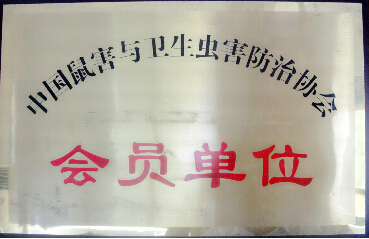 中国鼠害与卫生虫害防治协会
会员单位